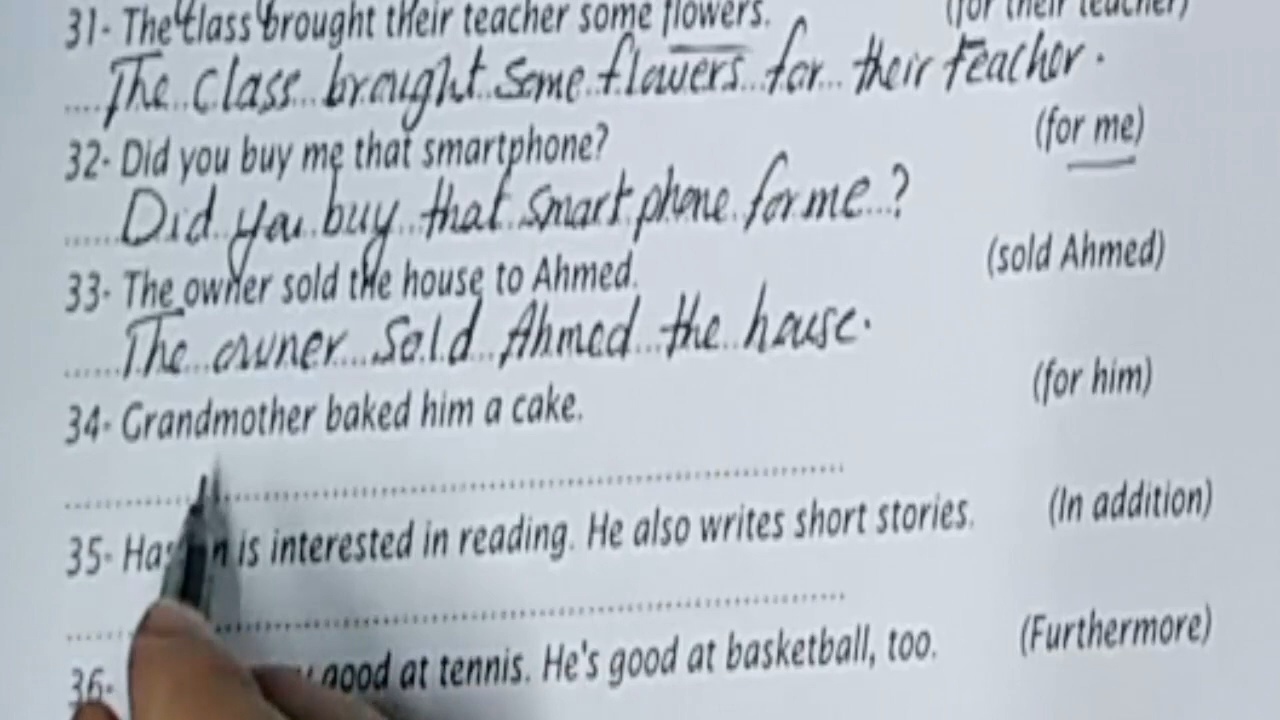 31- The class brought their teacher some flowers. (for their teacher)
The class brought some flowers for their teacher.
32- Did you buy me that smartphone? (for me)
Did you buy that smart phone for me ?
33- The owner sold the house to Ahmed. (sold Ahmed)
The owner sold Ahmed the house.
34- Grandmother baked him a cake. (for him)
35- is interested in reading. He also writes short stories. (In addition)
36- good at tennis. He's good at basketball, too. (Furthermore)